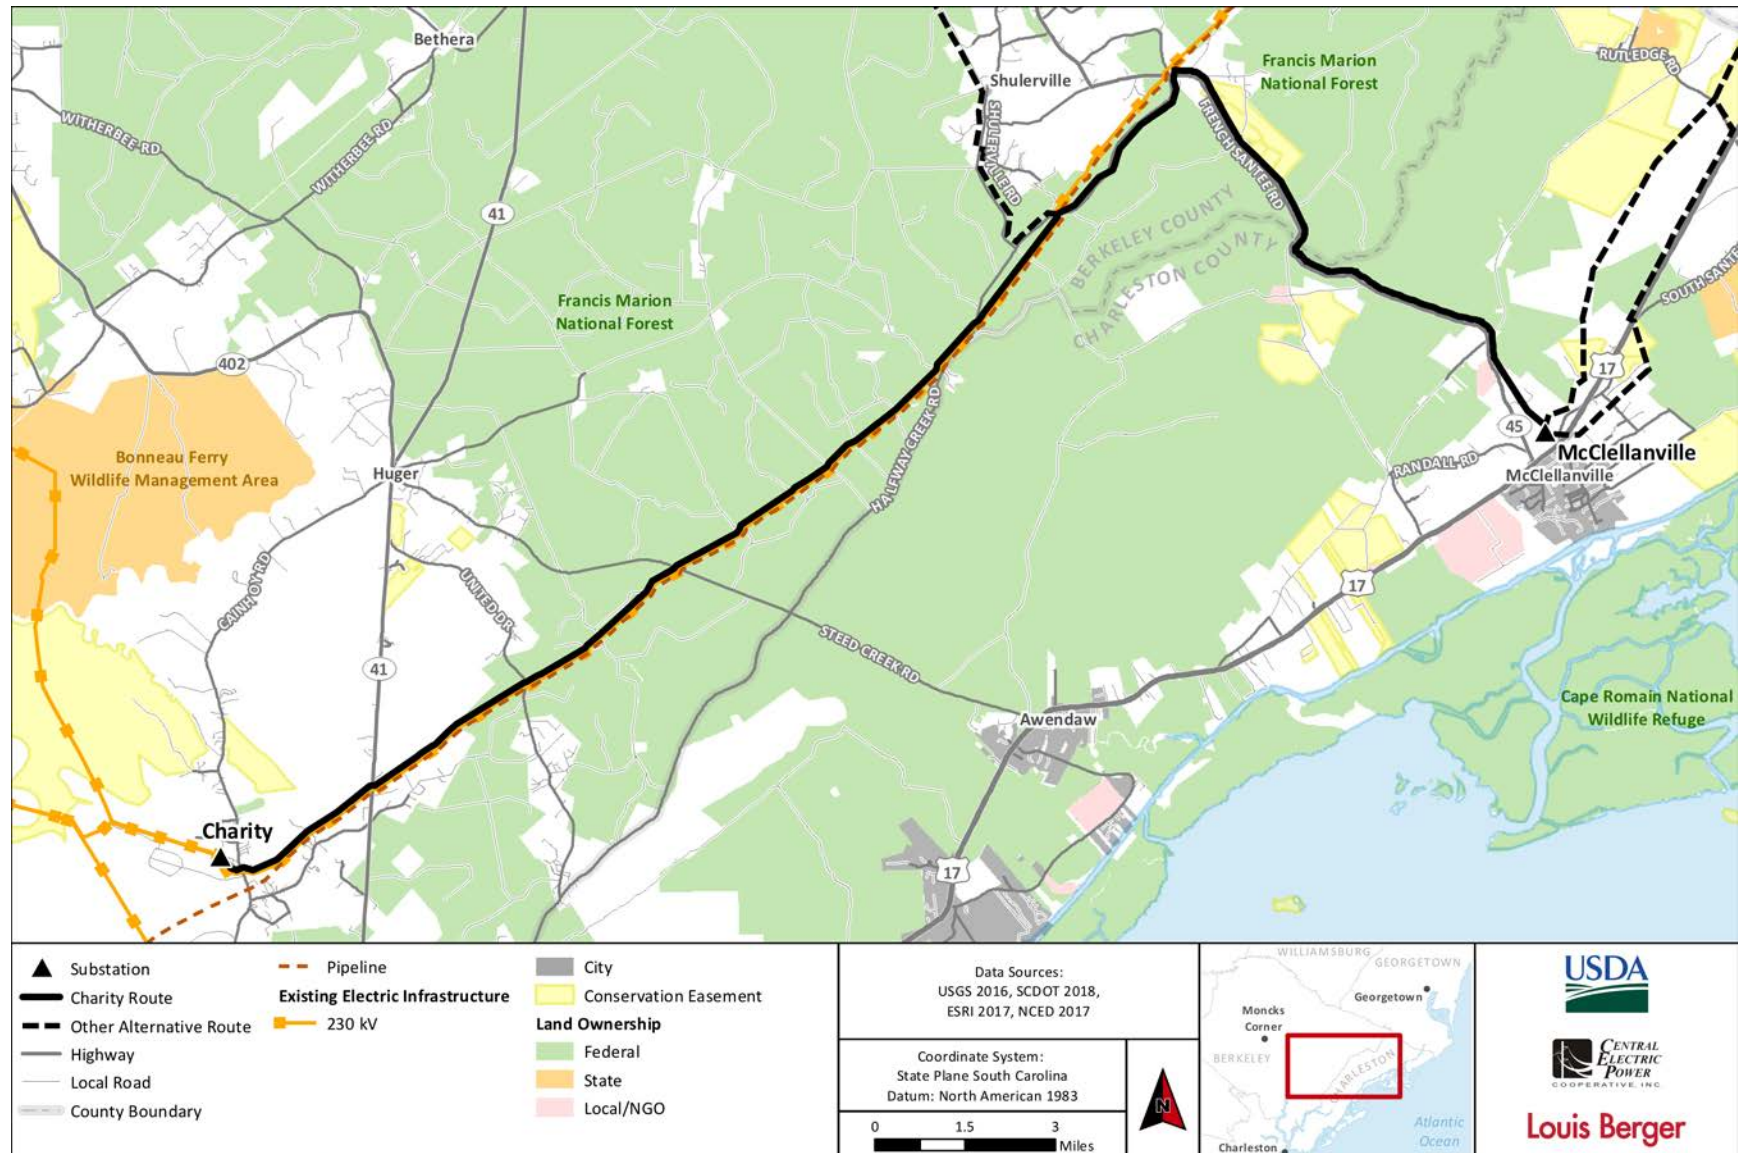 Bethera
Shulerville
Francis Marion
National Forest
RUTLEDGE RD
WITHERBEE RD
WITHERBEE RD
SHULLERVILLE RD
FRENCH SANTEE RD
41
BERKELEY COUNTY
CHARLESTON COUNTY
SOUTH SANTE
Francis Marion
National Forest
402
17
HALFWAY CREEK RD
45
McClellanville
Bonneau Ferry
Wildlife Management Area
Huger
RANDALL RD
McClellanville
CAINHOY RD
UNITED DR
17
STEED CREEK RD
41
Cape Romain National
Wildlife Refuge
Awendaw
Charity
17
Substation
Charity Route
Other Alternative Route
Highway
Local Road
County Boundary
Pipeline
Existing Electric Infrastructure
230 kV
City
Conservation Easement
Land Ownership
Federal
State
Local/NGO
Data Sources:
USGS 2016, SCDOT 2018,
ESRI 2017, NCED 2017
Coordinate System:
State Plane South Carolina
Datum: North American 1983
0 1.5 3
Miles
N
WILLIAMSBURG
GEORGETOWN
Georgetown
Moncks
Corner
BERKELEY
CHARLESTON
Atlantic
Ocean
Charleston
USDA
CENTRAL
ELECTRIC
POWER
COOPERATIVE, INC
Louis Berger